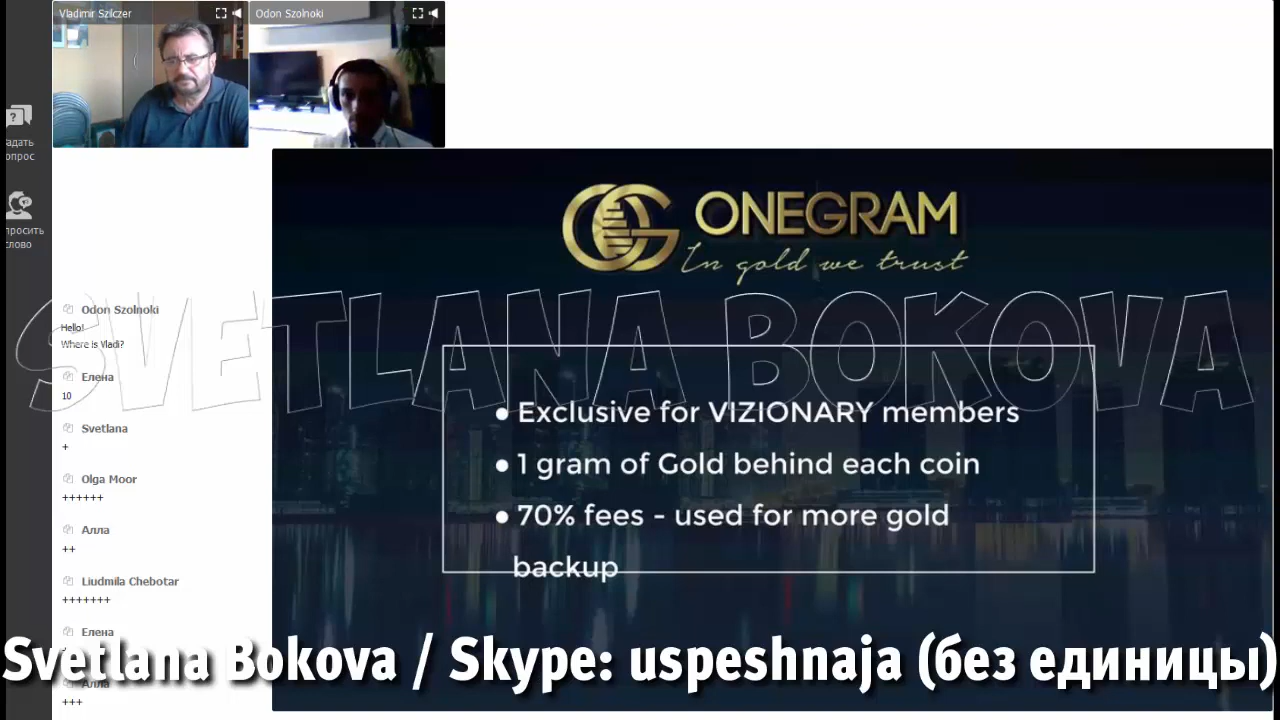 Vladimir Szilczer
Odon Szolnoki
адать
опрос
просить
слово
ONEGRAM
In gold we trust
SVETLANA BOKOVA
Odon Szolnoki
Hello!
Where is Vladi?
Елена
10
Svetlana
+
Olga Moor
++++++
Алла
++
Liudmila Chebotar
+++++++
Елена
Алла
+++
• Exclusive for VIZIONARY members
• 1 gram of Gold behind each coin
• 70% fees - used for more gold
backup
Svetlana Bokova / Skype: uspeshnaja (без единицы)